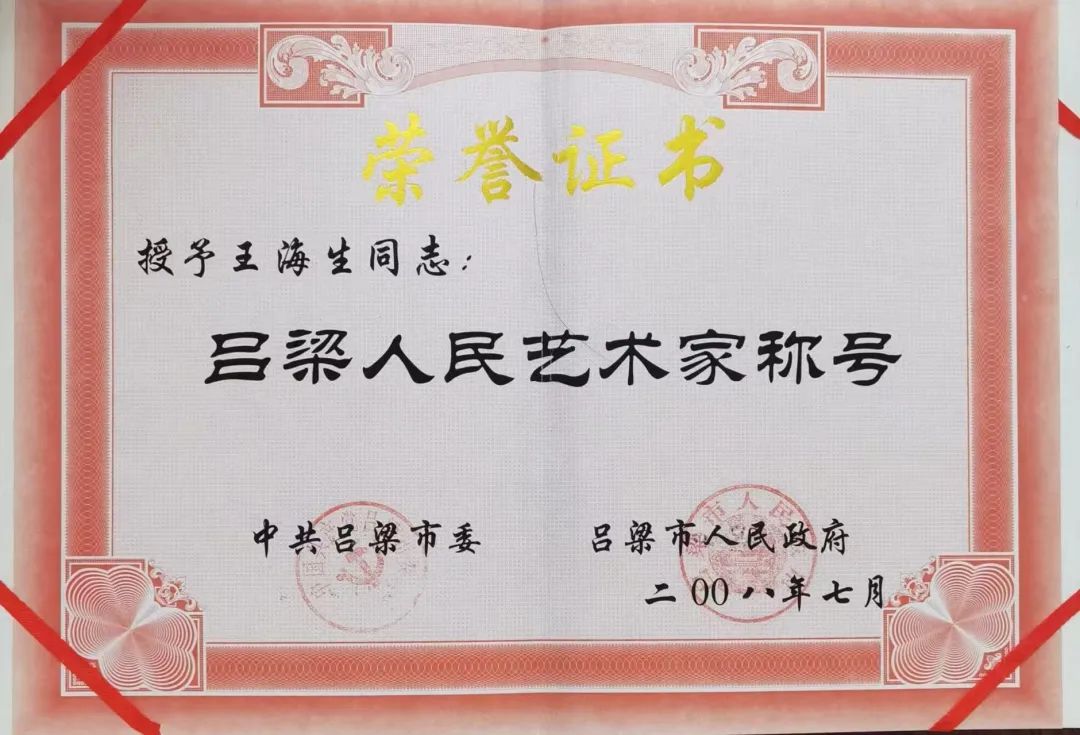 荣誉证书
授予王海生同志：
吕梁人民艺术家称号
中共吕梁市委 吕梁市人民政府
二00八年七月